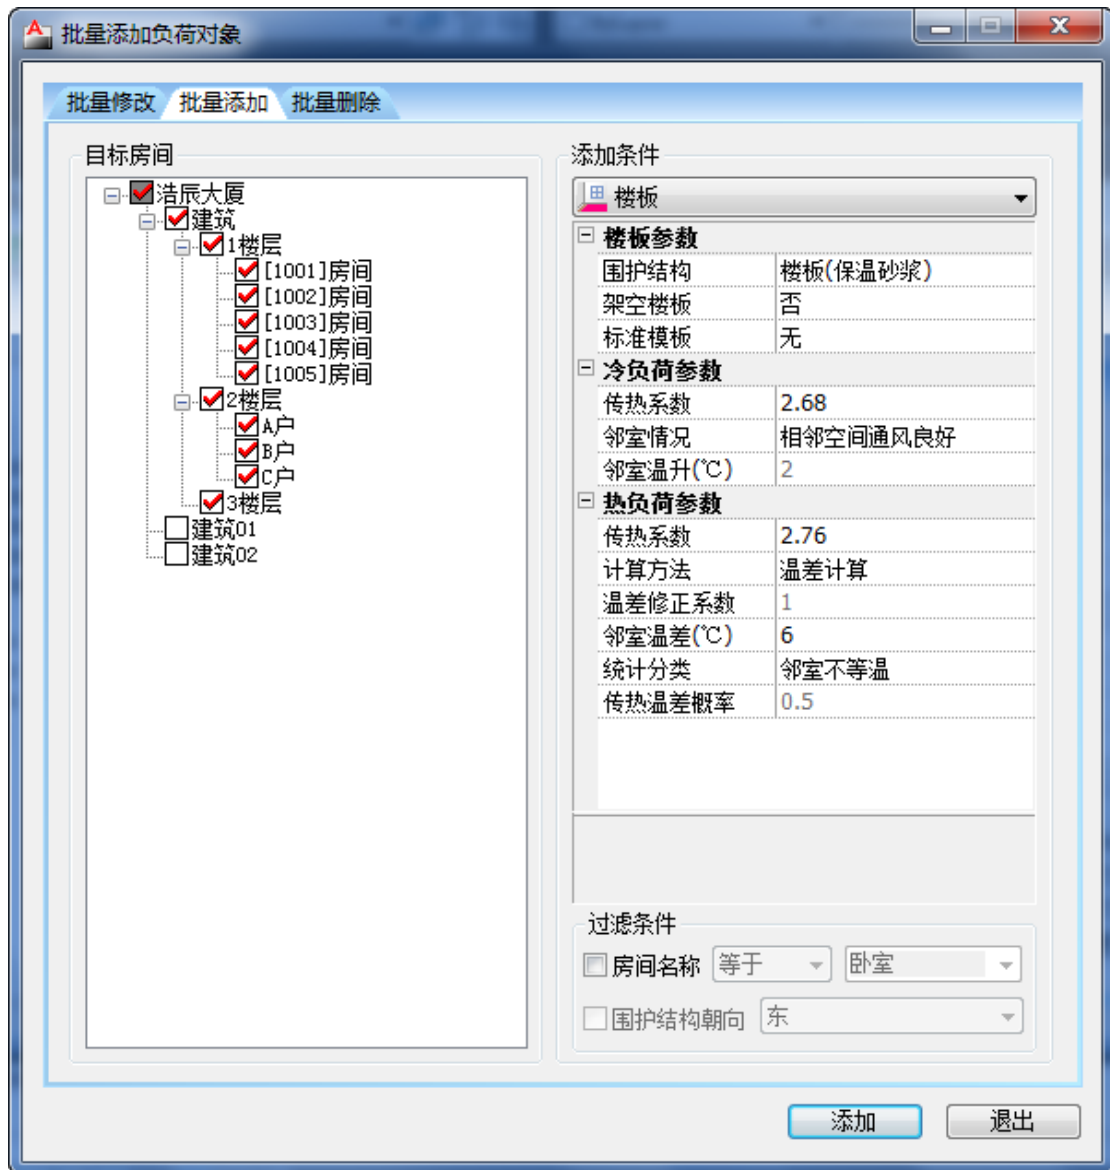 批量添加负荷对象
批量修改 批量添加 批量删除
目标房间
浩辰大厦
建筑
1楼层
[1001]房间
[1002]房间
[1003]房间
[1004]房间
[1005]房间
2楼层
A户
B户
C户
3楼层
建筑01
建筑02
添加条件
楼板
楼板参数
围护结构 楼板(保温砂浆)
架空楼板 否
标准模板 无
冷负荷参数
传热系数 2.68
邻室情况 相邻空间通风良好
邻室温升(℃) 2
热负荷参数
传热系数 2.76
计算方法 温差计算
温差修正系数 1
邻室温差(℃) 6
统计分类 邻室不等温
传热温差概率 0.5
过滤条件
房间名称 等于 卧室
围护结构朝向 东
添加 退出